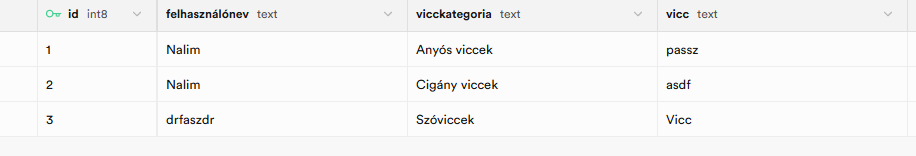 id int8 felhasználónév text vicckategoria text vicc text
1 Nalim Anyós viccek passz
2 Nalim Cigány viccek asdf
3 drfaszdr Szóviccek Vicc